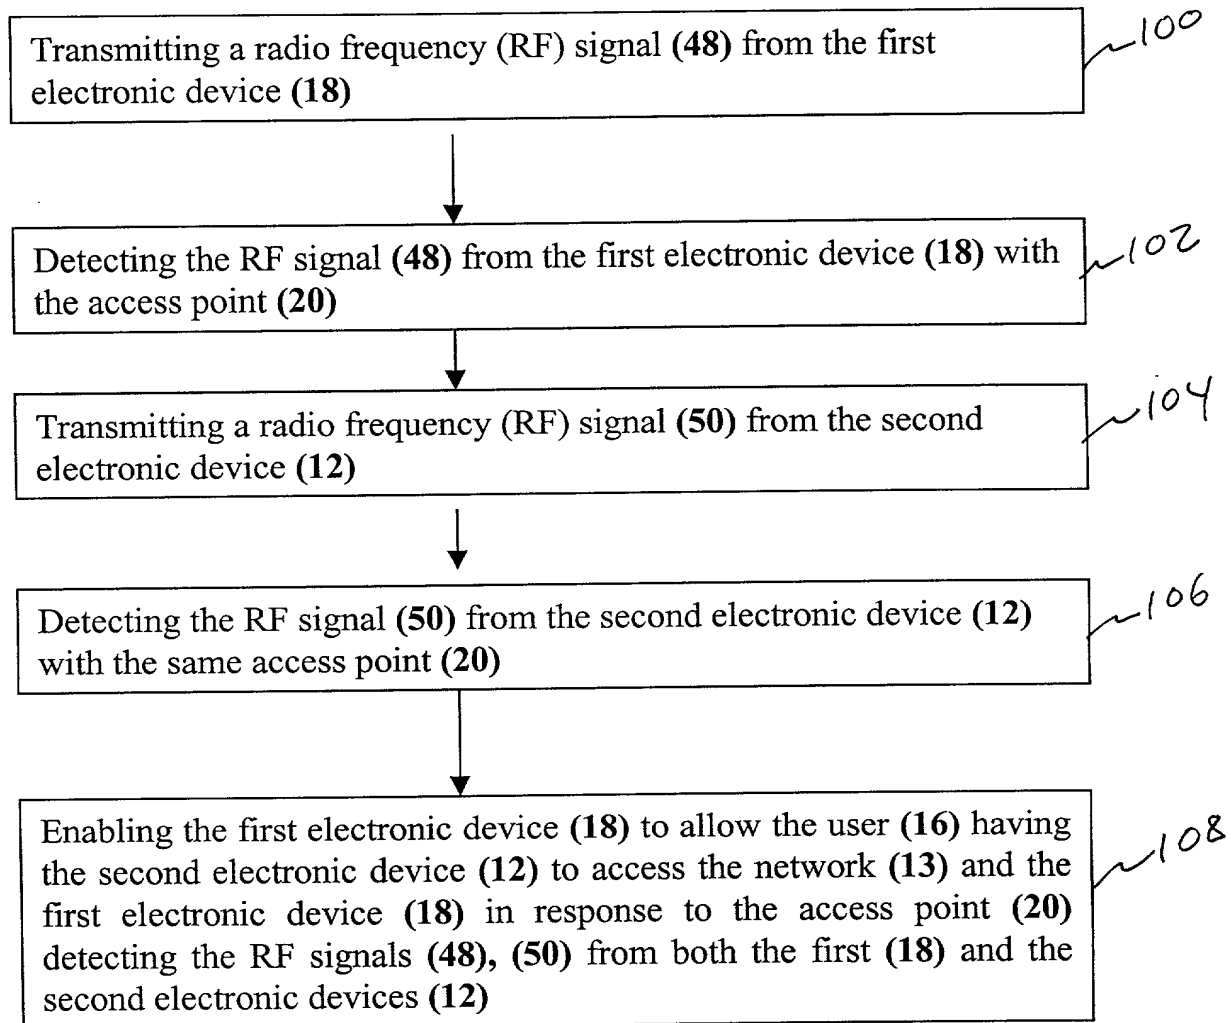 Transmitting a radio frequency (RF) signal (48) from the first
electronic device (18)
100
Detecting the RF signal (48) from the first electronic device (18) with
the access point (20)
102
Transmitting a radio frequency (RF) signal (50) from the second
electronic device (12)
104
Detecting the RF signal (50) from the second electronic device (12)
with the same access point (20)
106
Enabling the first electronic device (18) to allow the user (16) having
the second electronic device (12) to access the network (13) and the
first electronic device (18) in response to the access point (20)
detecting the RF signals (48), (50) from both the first (18) and the
second electronic devices (12)
108